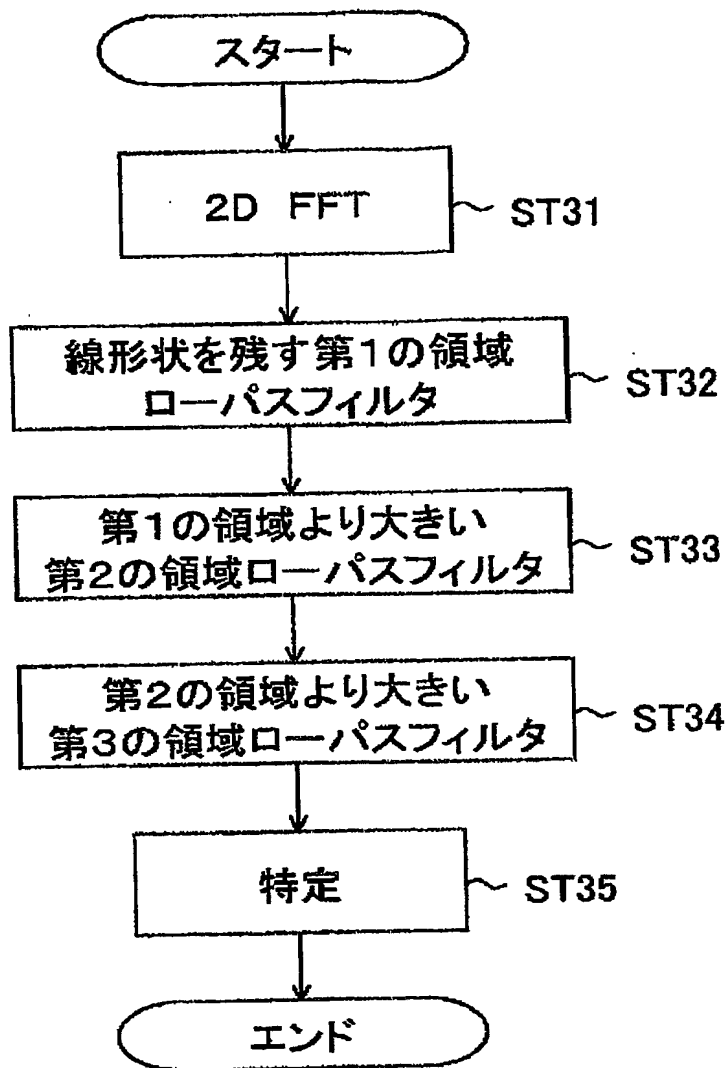 スタート
2D FFT
ST31
線形状を残す第1の領域
ローパスフィルタ
ST32
第1の領域より大きい
第2の領域ローパスフィルタ
ST33
第2の領域より大きい
第3の領域ローパスフィルタ
ST34
特定
ST35
エンド